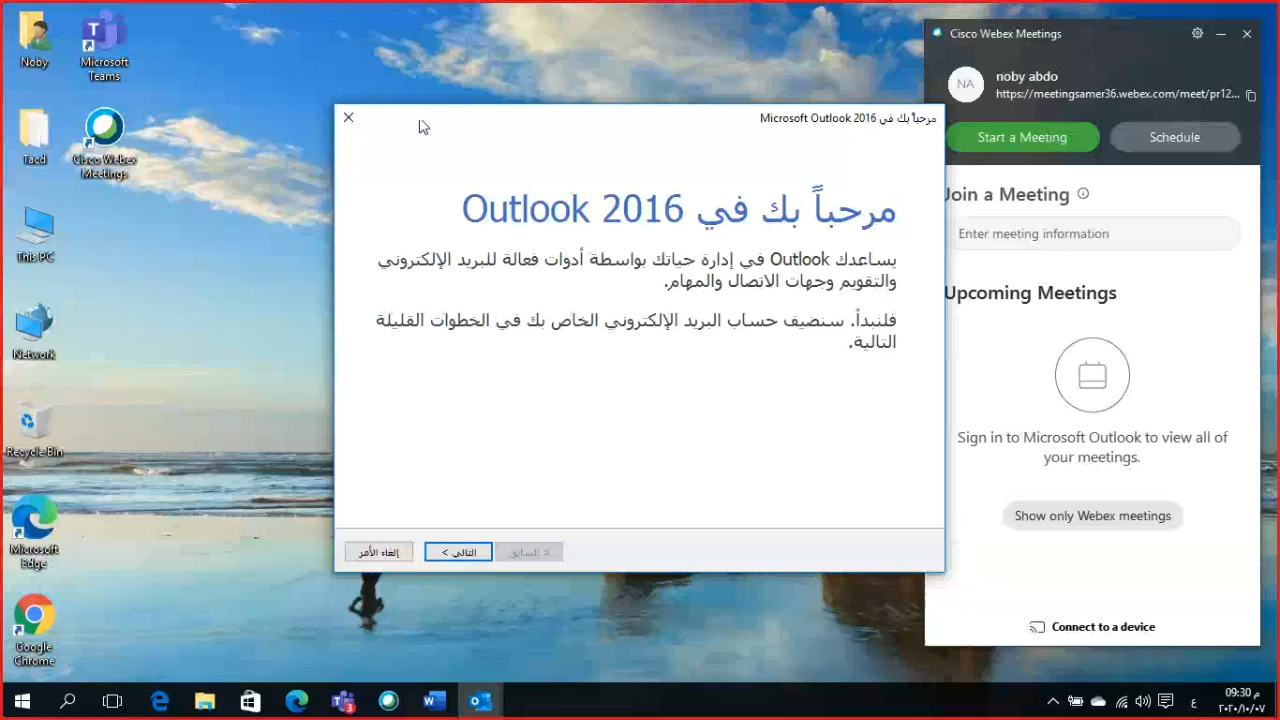 Noby
Microsoft
Teams
Tacd
Cisco Webex
Meetings
This PC
Network
Recycle Bin
Microsoft
Edge
Google
Chrome
مرحباً بك في Microsoft Outlook 2016
مرحباً بك في Outlook 2016
يساعدك Outlook في إدارة حياتك بواسطة أدوات فعالة للبريد الإلكتروني
والتقويم وجهات الاتصال والمهام.
فلنبدأ. سنضيف حساب البريد الإلكتروني الخاص بك في الخطوات القليلة
التالية.
< السابق
التالي >
إلغاء الأمر
Cisco Webex Meetings
NA
noby abdo
https://meetingsamer36.webex.com/meet/pr12...
Start a Meeting
Schedule
Join a Meeting
Enter meeting information
Upcoming Meetings
Sign in to Microsoft Outlook to view all of
your meetings.
Show only Webex meetings
Connect to a device
3
ع
09:30 م
٢٠٢٠/١٠/٠٧